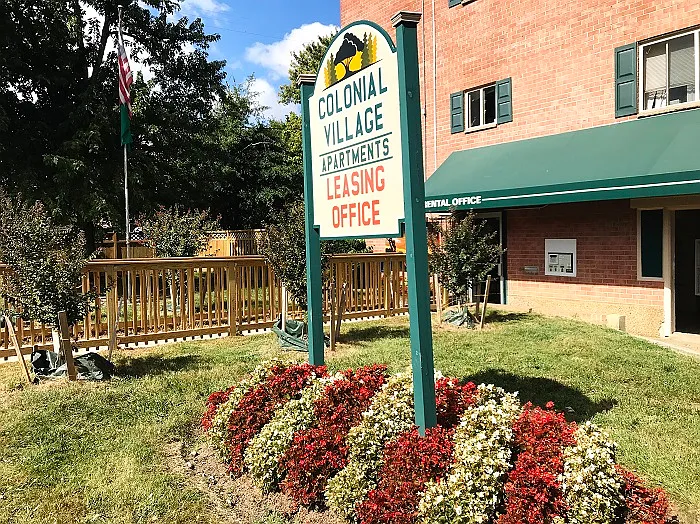 COLONIAL
VILLAGE
APARTMENTS
LEASING
OFFICE
RENTAL OFFICE